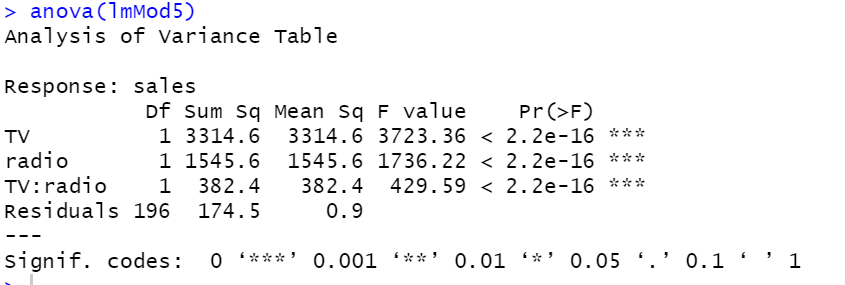 > anova(lmMod5)
Analysis of Variance Table

Response: sales
           Df Sum Sq Mean Sq F value    Pr(>F)
TV          1 3314.6  3314.6 3723.36 < 2.2e-16 ***
radio       1 1545.6  1545.6 1736.22 < 2.2e-16 ***
TV:radio    1  382.4   382.4  429.59 < 2.2e-16 ***
Residuals 196  174.5     0.9
---
Signif. codes:  0 ‘***’ 0.001 ‘**’ 0.01 ‘*’ 0.05 ‘.’ 0.1 ‘ ’ 1
>